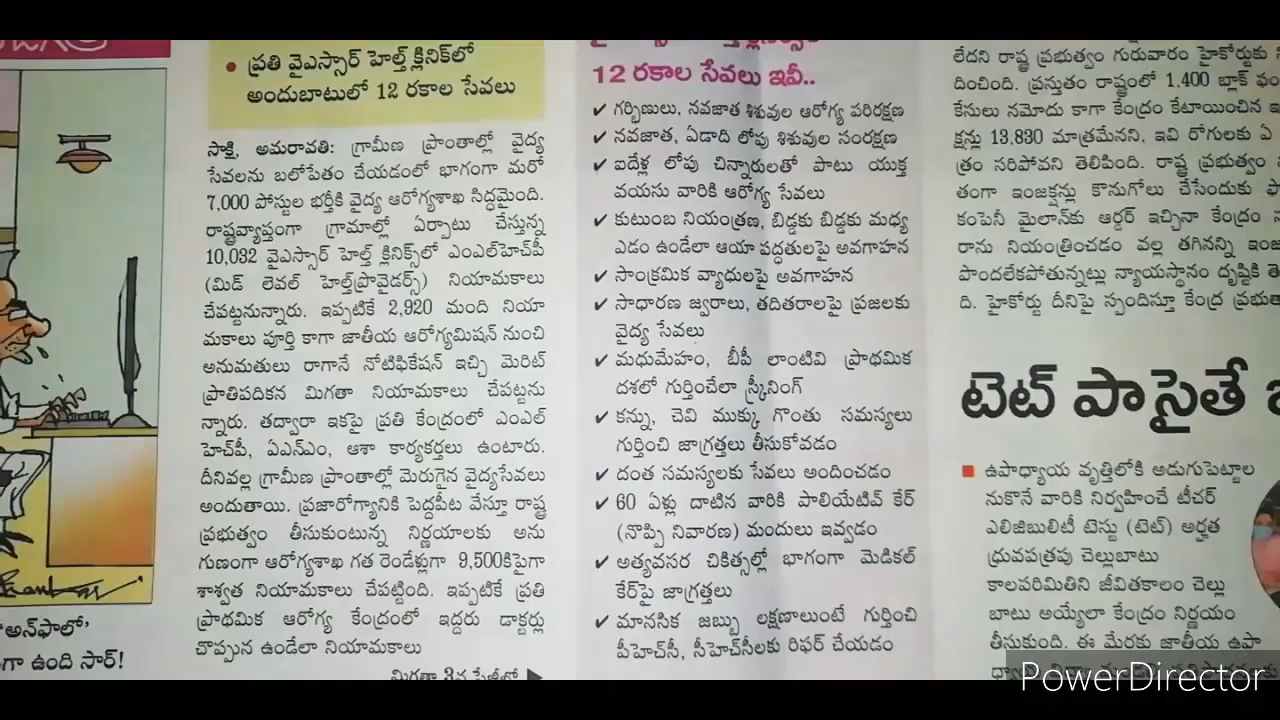 • ప్రతి వైఎస్సార్ హెల్త్ క్లినిక్‌లో
అందుబాటులో 12 రకాల సేవలు
సాక్షి, అమరావతి: గ్రామీణ ప్రాంతాల్లో వైద్య
సేవలను బలోపేతం చేయడంలో భాగంగా మరో
7,000 పోస్టుల భర్తీకి వైద్య ఆరోగ్యశాఖ సిద్ధమైంది.
రాష్ట్రవ్యాప్తంగా గ్రామాల్లో ఏర్పాటు చేస్తున్న
10,032 వైఎస్సార్ హెల్త్ క్లినిక్స్‌లో ఎంఎల్‌హెచ్‌పీ
(మిడ్ లెవల్ హెల్త్‌ప్రొవైడర్స్) నియామకాలు
చేపట్టనున్నారు. ఇప్పటికే 2,920 మంది నియా
మకాలు పూర్తి కాగా జాతీయ ఆరోగ్యమిషన్ నుంచి
అనుమతులు రాగానే నోటిఫికేషన్ ఇచ్చి మెరిట్
ప్రాతిపదికన మిగతా నియామకాలు చేపట్టను
న్నారు. తద్వారా ఇకపై ప్రతి కేంద్రంలో ఎంఎల్
హెచ్‌పీ, ఏఎన్ఎం, ఆశా కార్యకర్తలు ఉంటారు.
దీనివల్ల గ్రామీణ ప్రాంతాల్లో మెరుగైన వైద్యసేవలు
అందుతాయి. ప్రజారోగ్యానికి పెద్దపీట వేస్తూ రాష్ట్ర
ప్రభుత్వం తీసుకుంటున్న నిర్ణయాలకు అను
గుణంగా ఆరోగ్యశాఖ గత రెండేళ్లుగా 9,500కిపైగా
శాశ్వత నియామకాలు చేపట్టింది. ఇప్పటికే ప్రతి
ప్రాథమిక ఆరోగ్య కేంద్రంలో ఇద్దరు డాక్టర్లు
చొప్పున ఉండేలా నియామకాలు
మిగతా 3వ పేజీలో ▶
12 రకాల సేవలు ఇవీ..
✔ గర్భిణులు, నవజాత శిశువుల ఆరోగ్య పరిరక్షణ
✔ నవజాత, ఏడాది లోపు శిశువుల సంరక్షణ
✔ ఐదేళ్ల లోపు చిన్నారులతో పాటు యుక్త
వయసు వారికి ఆరోగ్య సేవలు
✔ కుటుంబ నియంత్రణ, బిడ్డకు బిడ్డకు మధ్య
ఎడం ఉండేలా ఆయా పద్ధతులపై అవగాహన
✔ సాంక్రమిక వ్యాధులపై అవగాహన
✔ సాధారణ జ్వరాలు, తదితరాలపై ప్రజలకు
వైద్య సేవలు
✔ మధుమేహం, బీపీ లాంటివి ప్రాథమిక
దశలో గుర్తించేలా స్క్రీనింగ్
✔ కన్ను, చెవి ముక్కు గొంతు సమస్యలు
గుర్తించి జాగ్రత్తలు తీసుకోవడం
✔ దంత సమస్యలకు సేవలు అందించడం
✔ 60 ఏళ్లు దాటిన వారికి పాలియేటివ్ కేర్
(నొప్పి నివారణ) మందులు ఇవ్వడం
✔ అత్యవసర చికిత్సల్లో భాగంగా మెడికల్
కేర్‌పై జాగ్రత్తలు
✔ మానసిక జబ్బు లక్షణాలుంటే గుర్తించి
పీహెచ్‌సీ, సీహెచ్‌సీలకు రిఫర్ చేయడం
లేదని రాష్ట్ర ప్రభుత్వం గురువారం హైకోర్టుకు
దించింది. ప్రస్తుతం రాష్ట్రంలో 1,400 బ్లాక్ ఫం
కేసులు నమోదు కాగా కేంద్రం కేటాయించిన ఇ
క్షన్లు 13,830 మాత్రమేనని, ఇవి రోగులకు ఏ
త్రం సరిపోవని తెలిపింది. రాష్ట్ర ప్రభుత్వం
తంగా ఇంజక్షన్లు కొనుగోలు చేసేందుకు ఫా
కంపెనీ మైలాన్‌కు ఆర్డర్ ఇచ్చినా కేంద్రం
రాను నియంత్రించడం వల్ల తగినన్ని ఇంజ
పొందలేకపోతున్నట్లు న్యాయస్థానం దృష్టికి తె
ది. హైకోర్టు దీనిపై స్పందిస్తూ కేంద్ర ప్రభుత
టెట్ పాసైతే
■ ఉపాధ్యాయ వృత్తిలోకి అడుగుపెట్టాల
నుకొనే వారికి నిర్వహించే టీచర్
ఎలిజిబులిటీ టెస్టు (టెట్) అర్హత
ధ్రువపత్రపు చెల్లుబాటు
కాలపరిమితిని జీవితకాలం చెల్లు
బాటు అయ్యేలా కేంద్రం నిర్ణయం
తీసుకుంది. ఈ మేరకు జాతీయ ఉపా
'అన్‌ఫాలో'
గా ఉంది సార్!
PowerDirector